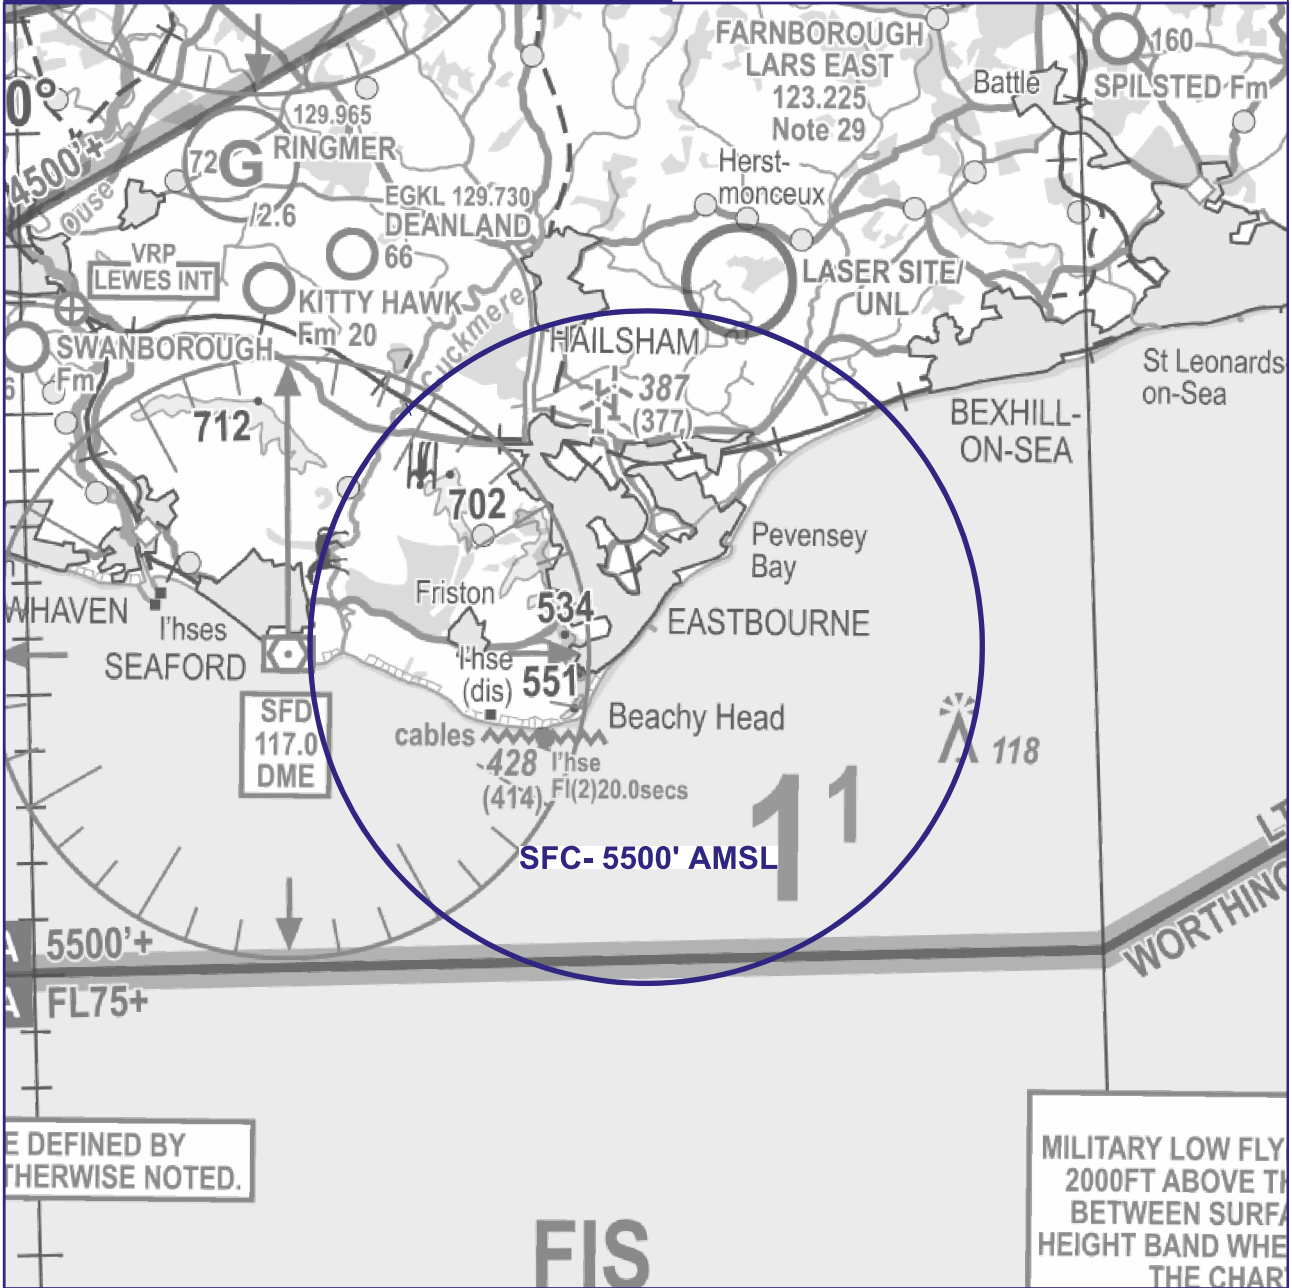 FARNBOROUGH
LARS EAST
123.225
Note 29
160
SPILSTED Fm
Battle
0°
4500'+
Ouse
129.965
RINGMER
72
G
/2.6
EGKL 129.730
DEANLAND
66
Herst-
monceux
VRP
LEWES INT
KITTY HAWK
Fm 20
Cuckmere
LASER SITE/
UNL
SWANBOROUGH
Fm
6
HAILSHAM
387
(377)
St Leonards-
on-Sea
BEXHILL-
ON-SEA
712
702
Pevensey
Bay
Friston
534
EASTBOURNE
WHAVEN
l'hses
SEAFORD
l'hse
(dis)
551
Beachy Head
SFD
117.0
DME
cables
428
(414)
l'hse
Fl(2)20.0secs
118
1 1
SFC- 5500' AMSL
LT
WORTHING
A
5500'+
A
FL75+
E DEFINED BY
THERWISE NOTED.
MILITARY LOW FLY
2000FT ABOVE TH
BETWEEN SURFA
HEIGHT BAND WHE
THE CHART
FIS